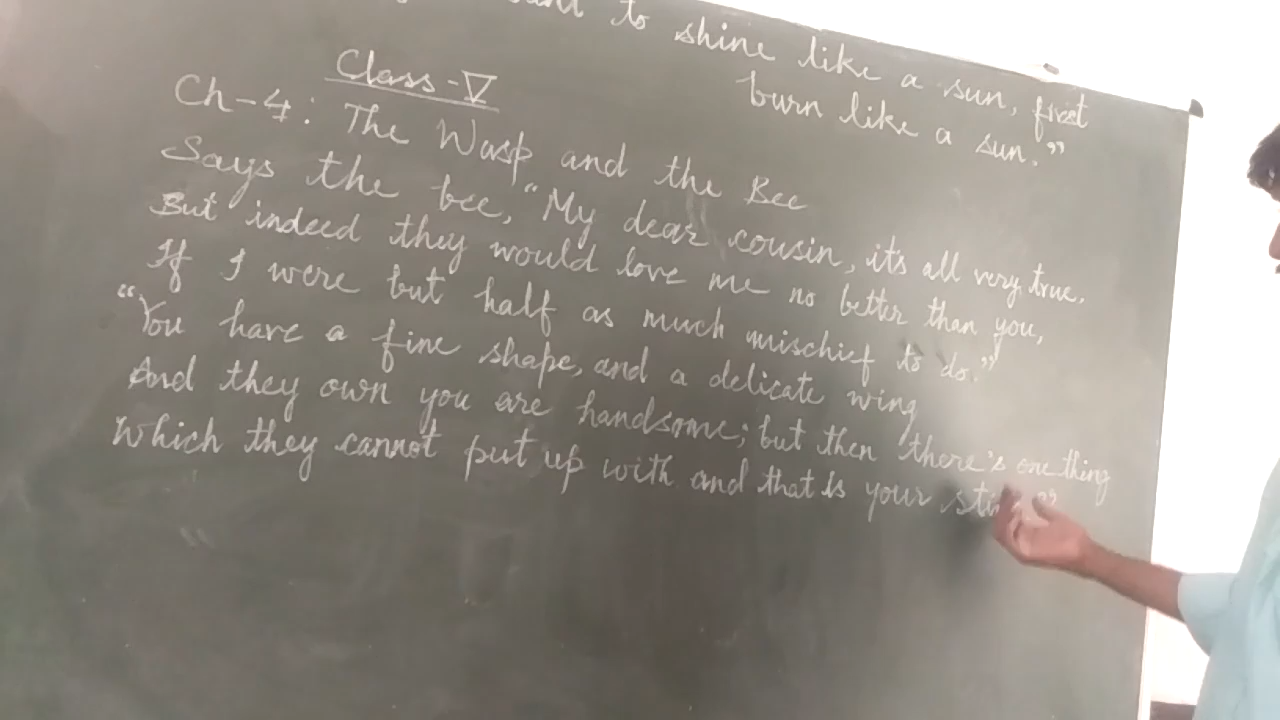 to shine like a sun, first
burn like a sun."
Class-V
Ch-4: The Wasp and the Bee
Says the bee, "My dear cousin, it's all very true.
But indeed they would love me no better than you,
If I were but half as much mischief to do."
"You have a fine shape, and a delicate wing
And they own you are handsome; but then there's one thing
Which they cannot put up with and that is your